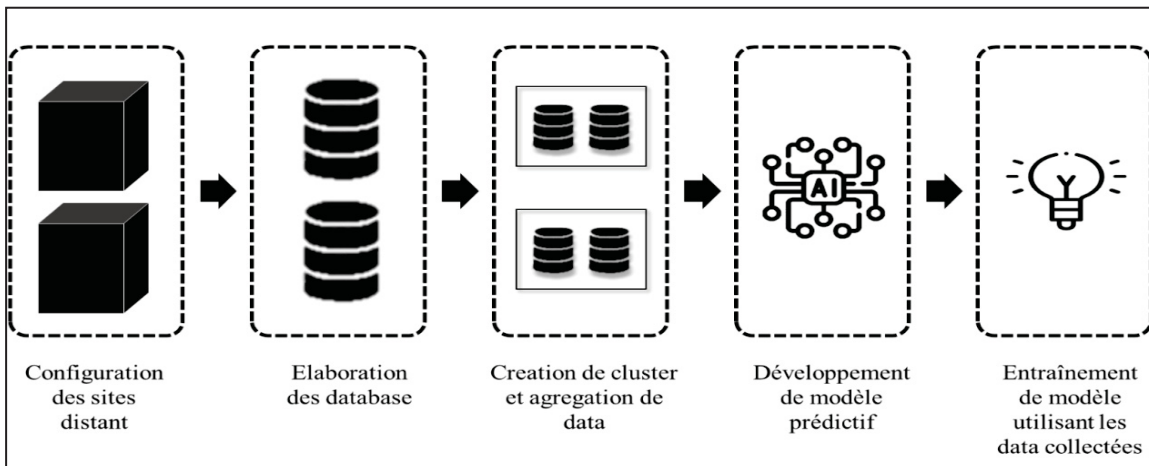 AI
Configuration
des sites
distant
Elaboration
des database
Creation de cluster
et agregation de
data
Développement
de modèle
prédictif
Entraînement
de modèle
utilisant les
data collectées